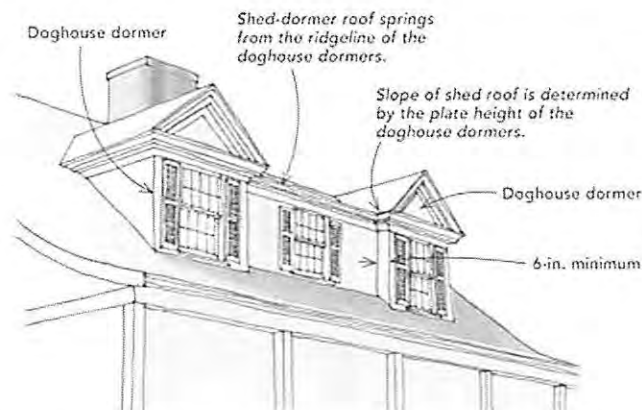 Doghouse dormer
Shed-dormer roof springs
from the ridgeline of the
doghouse dormers.
Slope of shed roof is determined
by the plate height of the
doghouse dormers.
Doghouse dormer
6-in. minimum